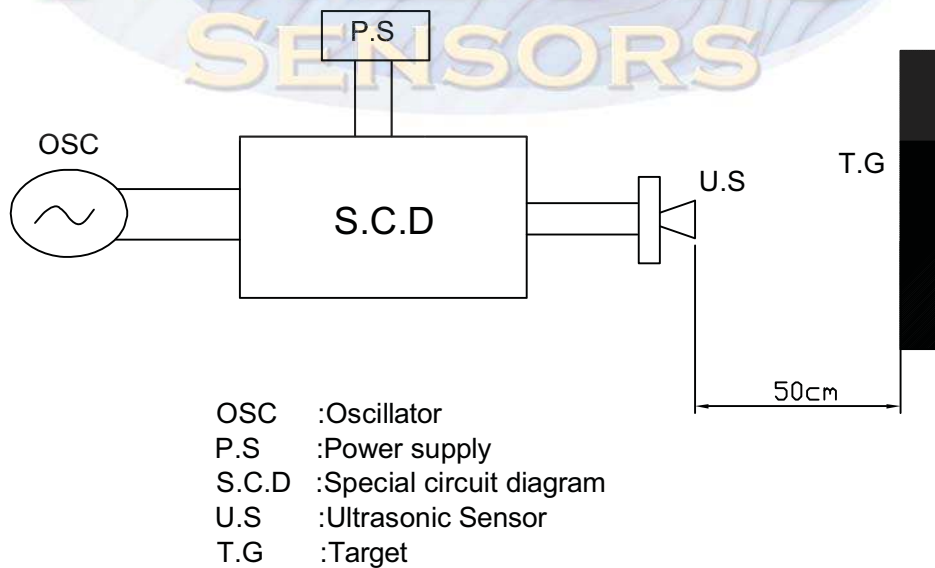 SENSORS
P.S
OSC
T.G
U.S
S.C.D
50cm
OSC :Oscillator
P.S :Power supply
S.C.D :Special circuit diagram
U.S :Ultrasonic Sensor
T.G :Target